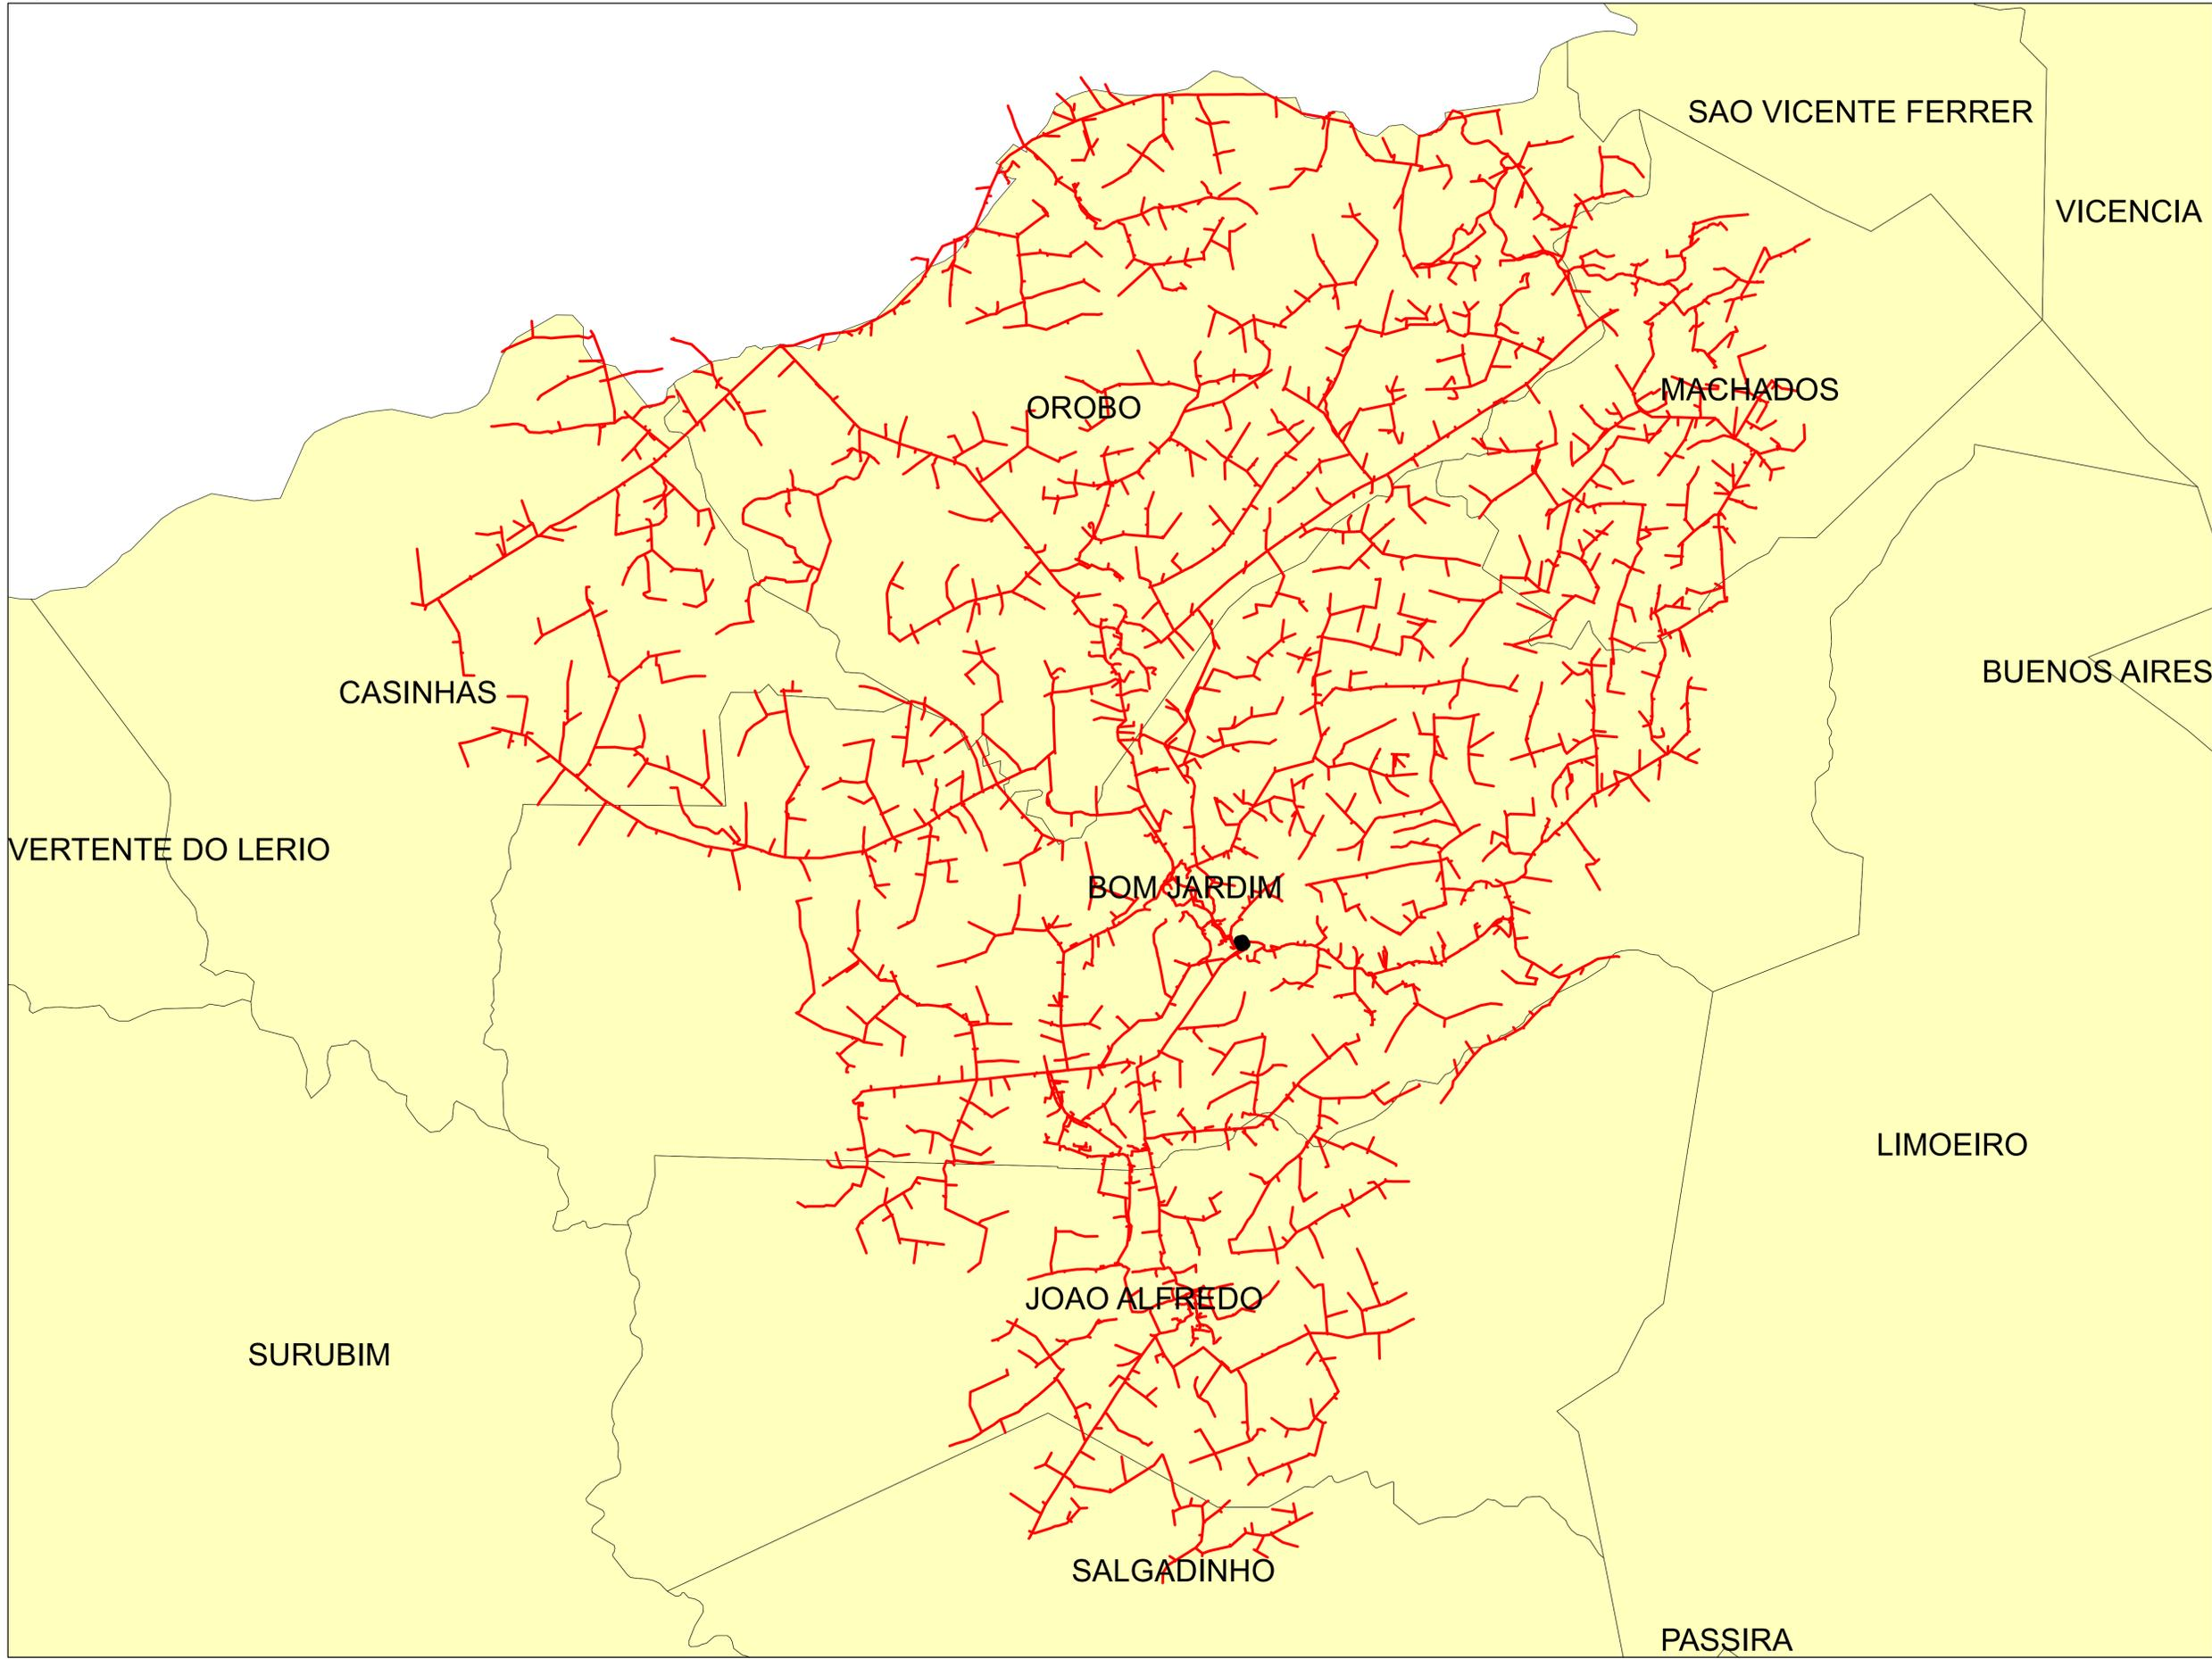 SAO VICENTE FERRER
VICENCIA
MACHADOS
OROBO
BUENOS AIRES
CASINHAS
VERTENTE DO LERIO
BOM JARDIM
LIMOEIRO
JOAO ALFREDO
SURUBIM
SALGADINHO
PASSIRA